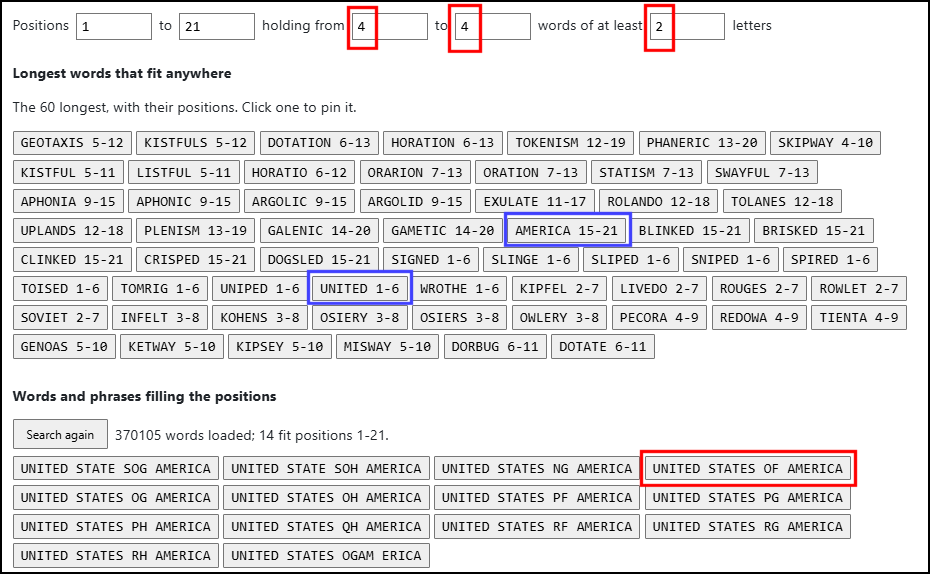 Positions 1 to 21 holding from 4 to 4 words of at least 2 letters
Longest words that fit anywhere
The 60 longest, with their positions. Click one to pin it.
GEOTAXIS 5-12 KISTFULS 5-12 DOTATION 6-13 HORATION 6-13 TOKENISM 12-19 PHANERIC 13-20 SKIPWAY 4-10
KISTFUL 5-11 LISTFUL 5-11 HORATIO 6-12 ORARION 7-13 ORATION 7-13 STATISM 7-13 SWAYFUL 7-13
APHONIA 9-15 APHONIC 9-15 ARGOLIC 9-15 ARGOLID 9-15 EXULATE 11-17 ROLANDO 12-18 TOLANES 12-18
UPLANDS 12-18 PLENISM 13-19 GALENIC 14-20 GAMETIC 14-20 AMERICA 15-21 BLINKED 15-21 BRISKED 15-21
CLINKED 15-21 CRISPED 15-21 DOGSLED 15-21 SIGNED 1-6 SLINGE 1-6 SLIPED 1-6 SNIPED 1-6 SPIRED 1-6
TOISED 1-6 TOMRIG 1-6 UNIPED 1-6 UNITED 1-6 WROTHE 1-6 KIPFEL 2-7 LIVEDO 2-7 ROUGES 2-7 ROWLET 2-7
SOVIET 2-7 INFELT 3-8 KOHENS 3-8 OSIERY 3-8 OSIERS 3-8 OWLERY 3-8 PECORA 4-9 REDOWA 4-9 TIENTA 4-9
GENOAS 5-10 KETWAY 5-10 KIPSEY 5-10 MISWAY 5-10 DORBUG 6-11 DOTATE 6-11
Words and phrases filling the positions
Search again 370105 words loaded; 14 fit positions 1-21.
UNITED STATE SOG AMERICA UNITED STATE SOH AMERICA UNITED STATES NG AMERICA UNITED STATES OF AMERICA
UNITED STATES OG AMERICA UNITED STATES OH AMERICA UNITED STATES PF AMERICA UNITED STATES PG AMERICA
UNITED STATES PH AMERICA UNITED STATES QH AMERICA UNITED STATES RF AMERICA UNITED STATES RG AMERICA
UNITED STATES RH AMERICA UNITED STATES OGAM ERICA